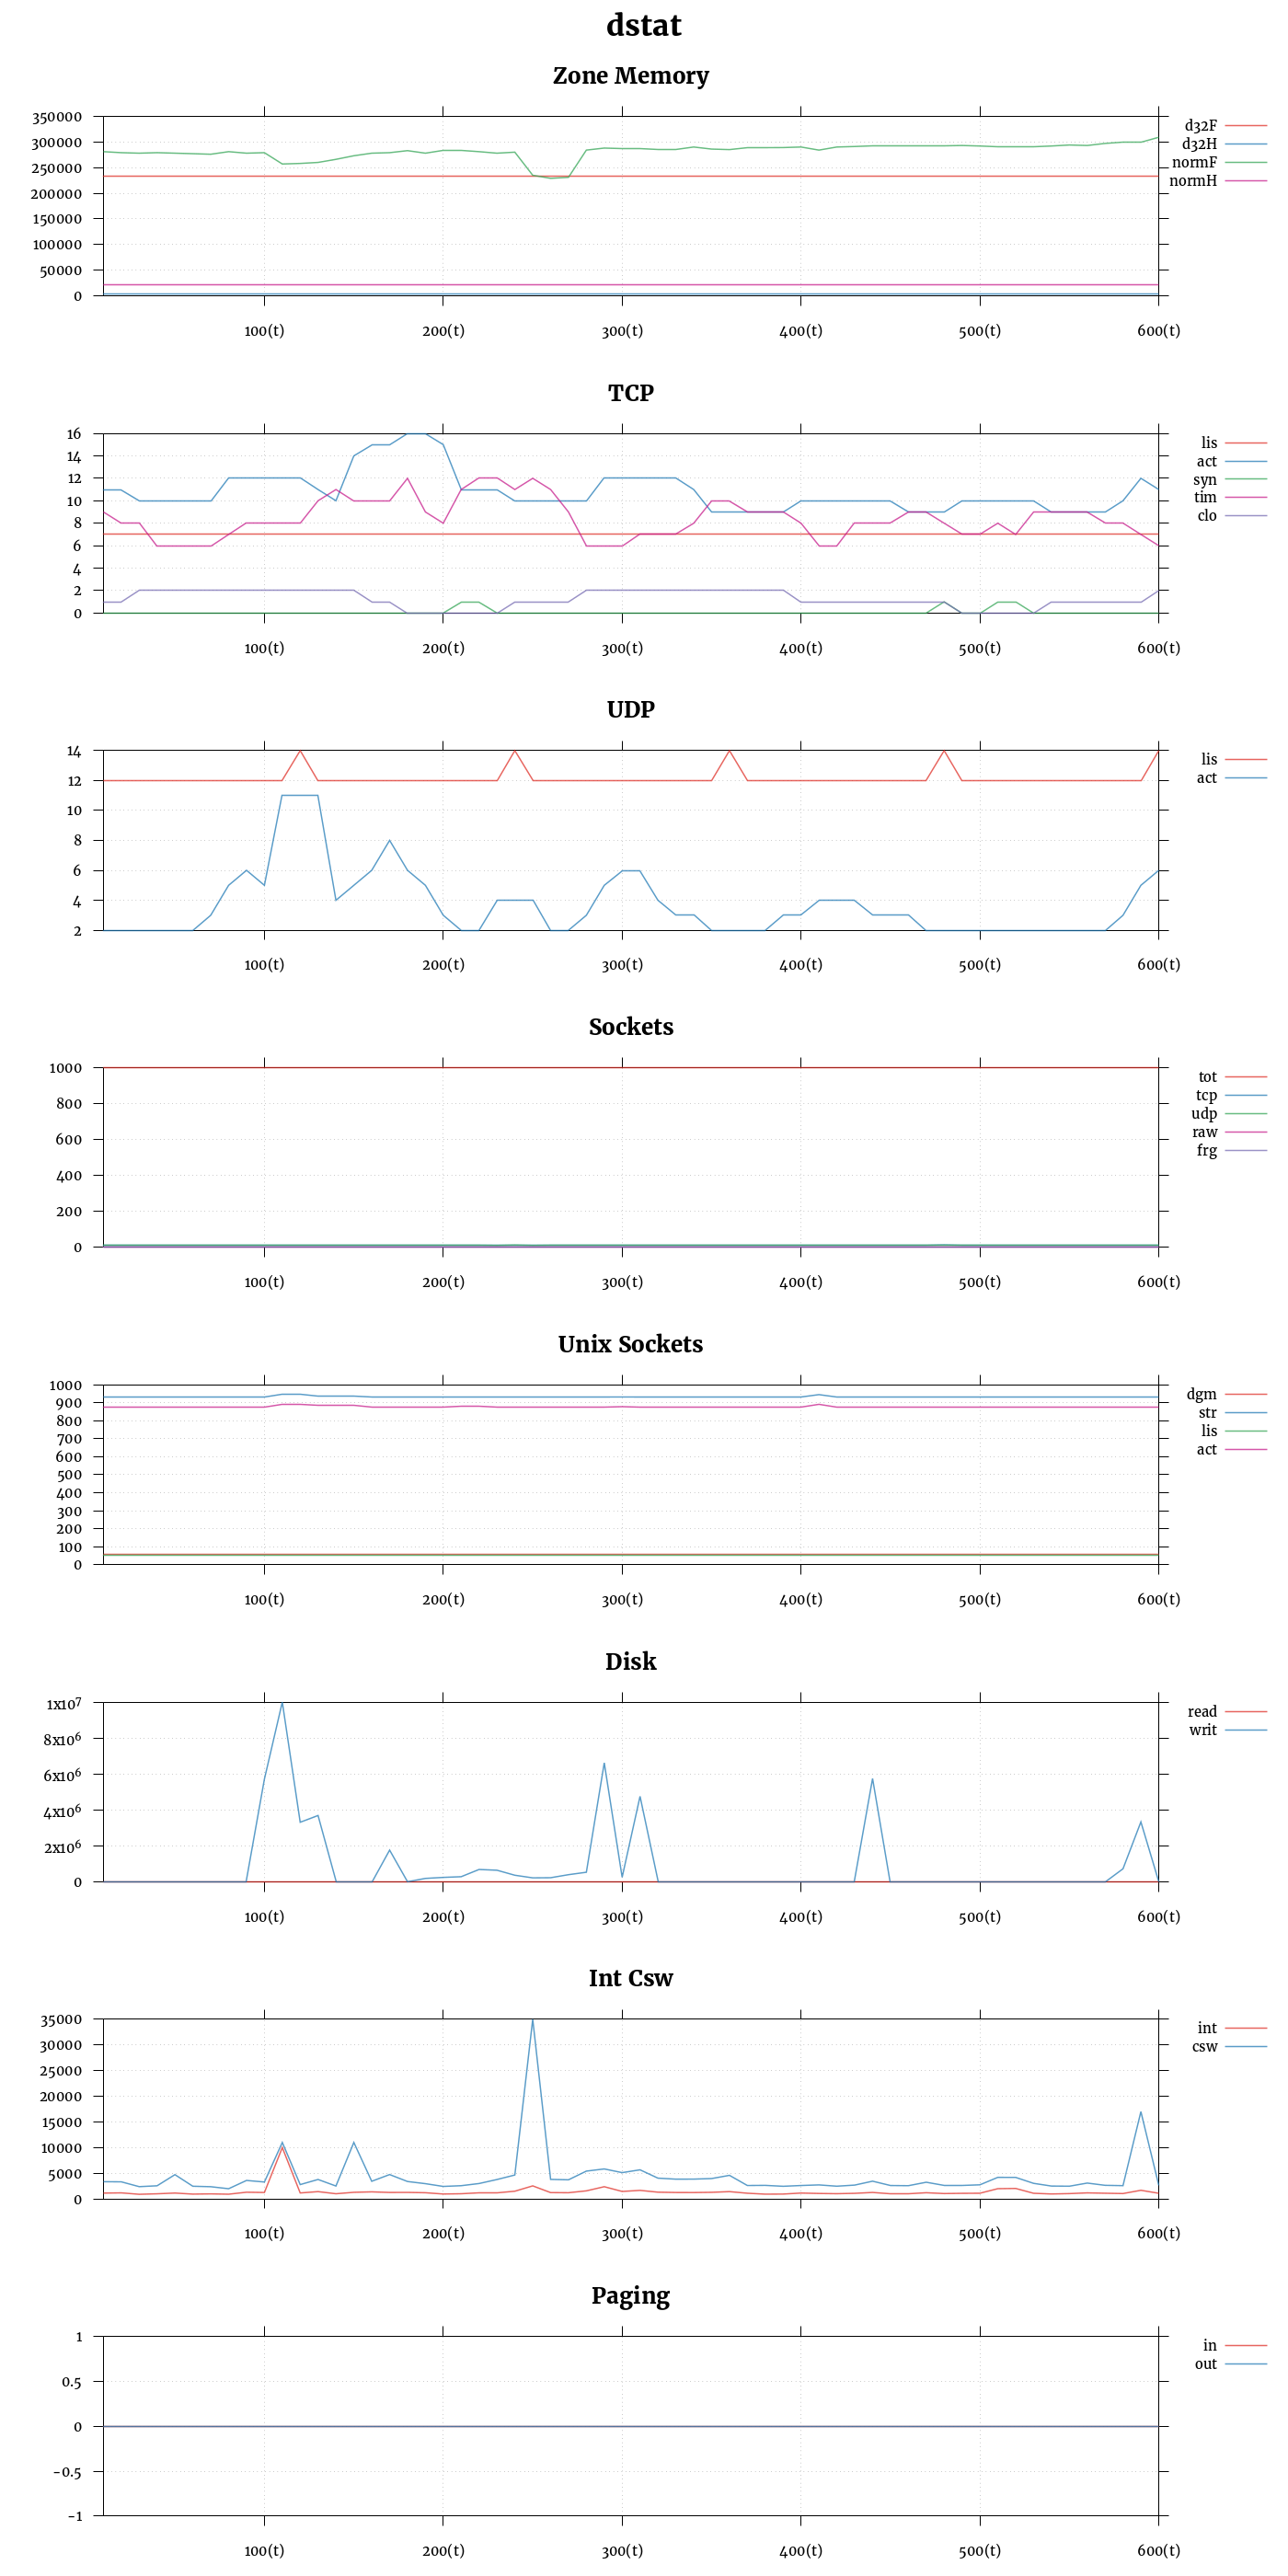 dstat
Zone Memory
350000
300000
250000
200000
150000
100000
50000
0
100(t) 200(t) 300(t) 400(t) 500(t) 600(t)
d32F
d32H
normF
normH
TCP
16
14
12
10
8
6
4
2
0
100(t) 200(t) 300(t) 400(t) 500(t) 600(t)
lis
act
syn
tim
clo
UDP
14
12
10
8
6
4
2
100(t) 200(t) 300(t) 400(t) 500(t) 600(t)
lis
act
Sockets
1000
800
600
400
200
0
100(t) 200(t) 300(t) 400(t) 500(t) 600(t)
tot
tcp
udp
raw
frg
Unix Sockets
1000
900
800
700
600
500
400
300
200
100
0
100(t) 200(t) 300(t) 400(t) 500(t) 600(t)
dgm
str
lis
act
Disk
1x10⁷
8x10⁶
6x10⁶
4x10⁶
2x10⁶
0
100(t) 200(t) 300(t) 400(t) 500(t) 600(t)
read
writ
Int Csw
35000
30000
25000
20000
15000
10000
5000
0
100(t) 200(t) 300(t) 400(t) 500(t) 600(t)
int
csw
Paging
1
0.5
0
-0.5
-1
100(t) 200(t) 300(t) 400(t) 500(t) 600(t)
in
out